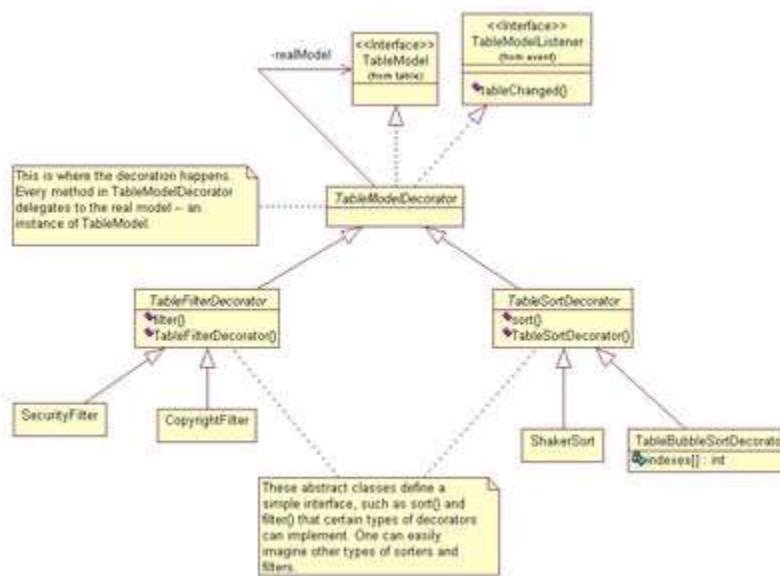 <<Interface>>
TableModel
(from table)
<<Interface>>
TableModelListener
(from event)
tableChanged()
-realModel
This is where the decoration happens.
Every method in TableModelDecorator
delegates to the real model -- an
instance of TableModel.
TableModelDecorator
TableFilterDecorator
filter()
TableFilterDecorator()
TableSortDecorator
sort()
TableSortDecorator()
SecurityFilter
CopyrightFilter
ShakerSort
TableBubbleSortDecorator
indexes[] : int
These abstract classes define a
simple interface, such as sort() and
filter() that certain types of decorators
can implement. One can easily
imagine other types of sorters and
filters.